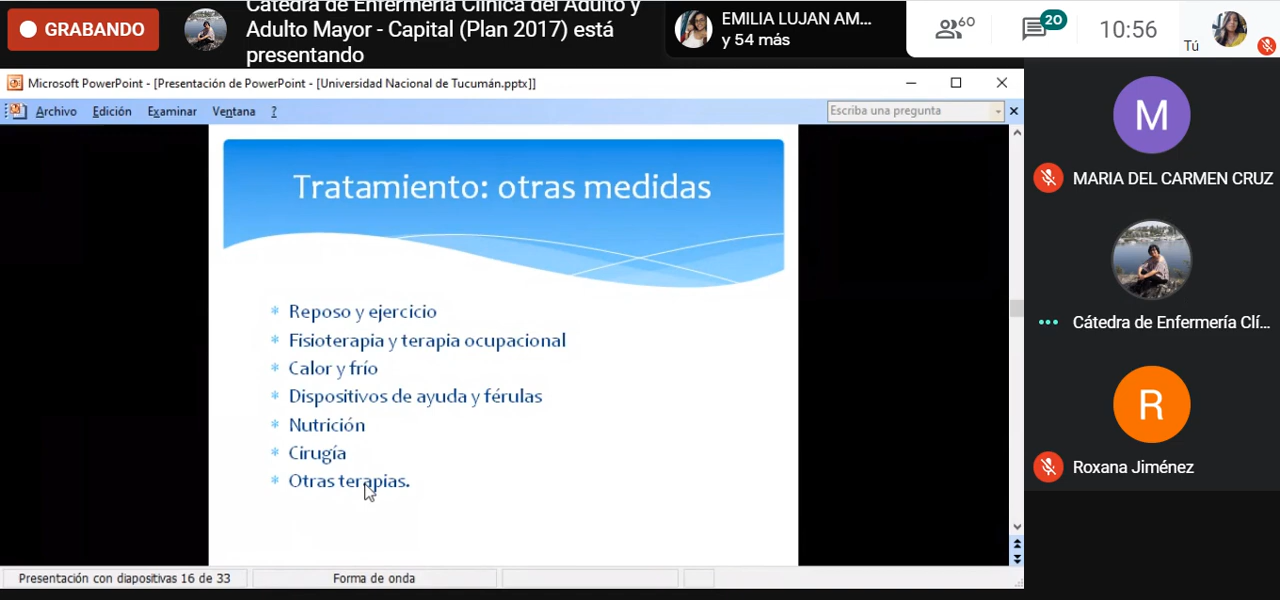 GRABANDO
Cátedra de Enfermería Clínica del Adulto y
Adulto Mayor - Capital (Plan 2017) está
presentando
EMILIA LUJAN AM...
y 54 más
60
20
10:56
Tú
Microsoft PowerPoint - [Presentación de PowerPoint - [Universidad Nacional de Tucumán.pptx]]
Archivo Edición Examinar Ventana ?
Escriba una pregunta
Tratamiento: otras medidas
* Reposo y ejercicio
* Fisioterapia y terapia ocupacional
* Calor y frío
* Dispositivos de ayuda y férulas
* Nutrición
* Cirugía
* Otras terapias.
M
MARIA DEL CARMEN CRUZ
Cátedra de Enfermería Clí...
R
Roxana Jiménez
Presentación con diapositivas 16 de 33
Forma de onda